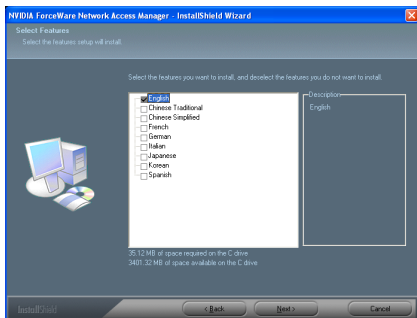 NVIDIA ForceWare Network Access Manager - InstallShield Wizard
Select Features
Select the features setup will install.
Select the features you want to install, and deselect the features you do not want to install.
English
Chinese Traditional
Chinese Simplified
French
German
Italian
Japanese
Korean
Spanish
Description
English
35.12 MB of space required on the C drive
3401.32 MB of space available on the C drive
InstallShield
< Back
Next >
Cancel